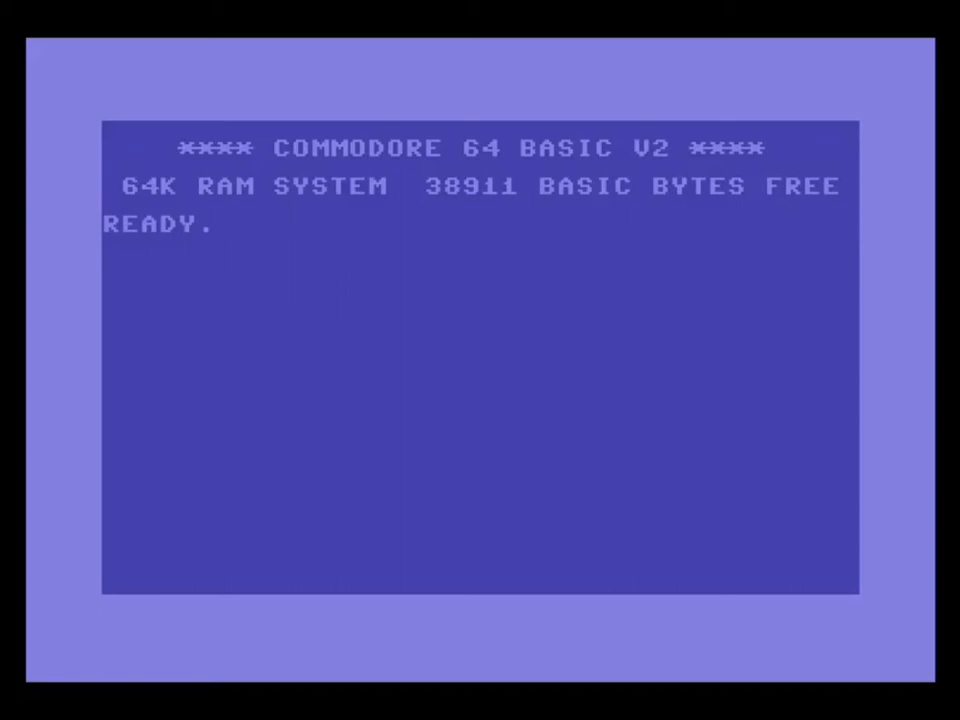 **** COMMODORE 64 BASIC V2 ****
64K RAM SYSTEM  38911 BASIC BYTES FREE
READY.